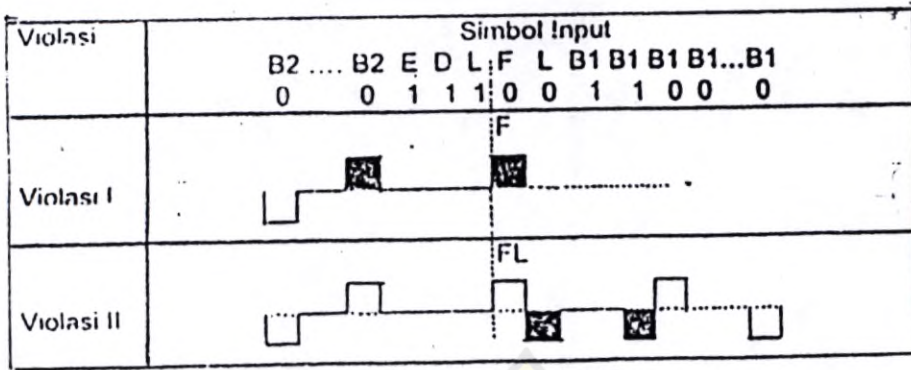 Violasi
Simbol Input
B2 .... B2 E D L F L B1 B1 B1 B1...B1
0 0 1 1 1 0 0 1 1 0 0 0
F
Violasi I
FL
Violasi II